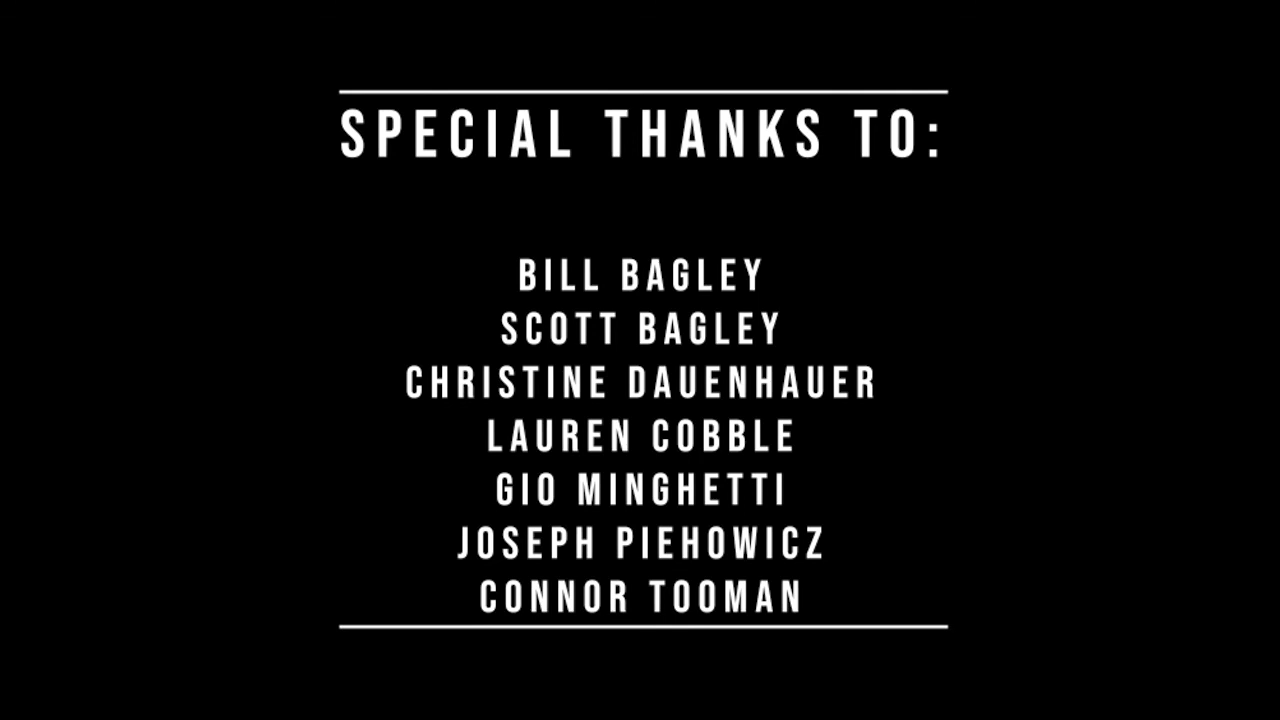 SPECIAL THANKS TO:
BILL BAGLEY
SCOTT BAGLEY
CHRISTINE DAUENHAUER
LAUREN COBBLE
GIO MINGHETTI
JOSEPH PIEHOWICZ
CONNOR TOOMAN